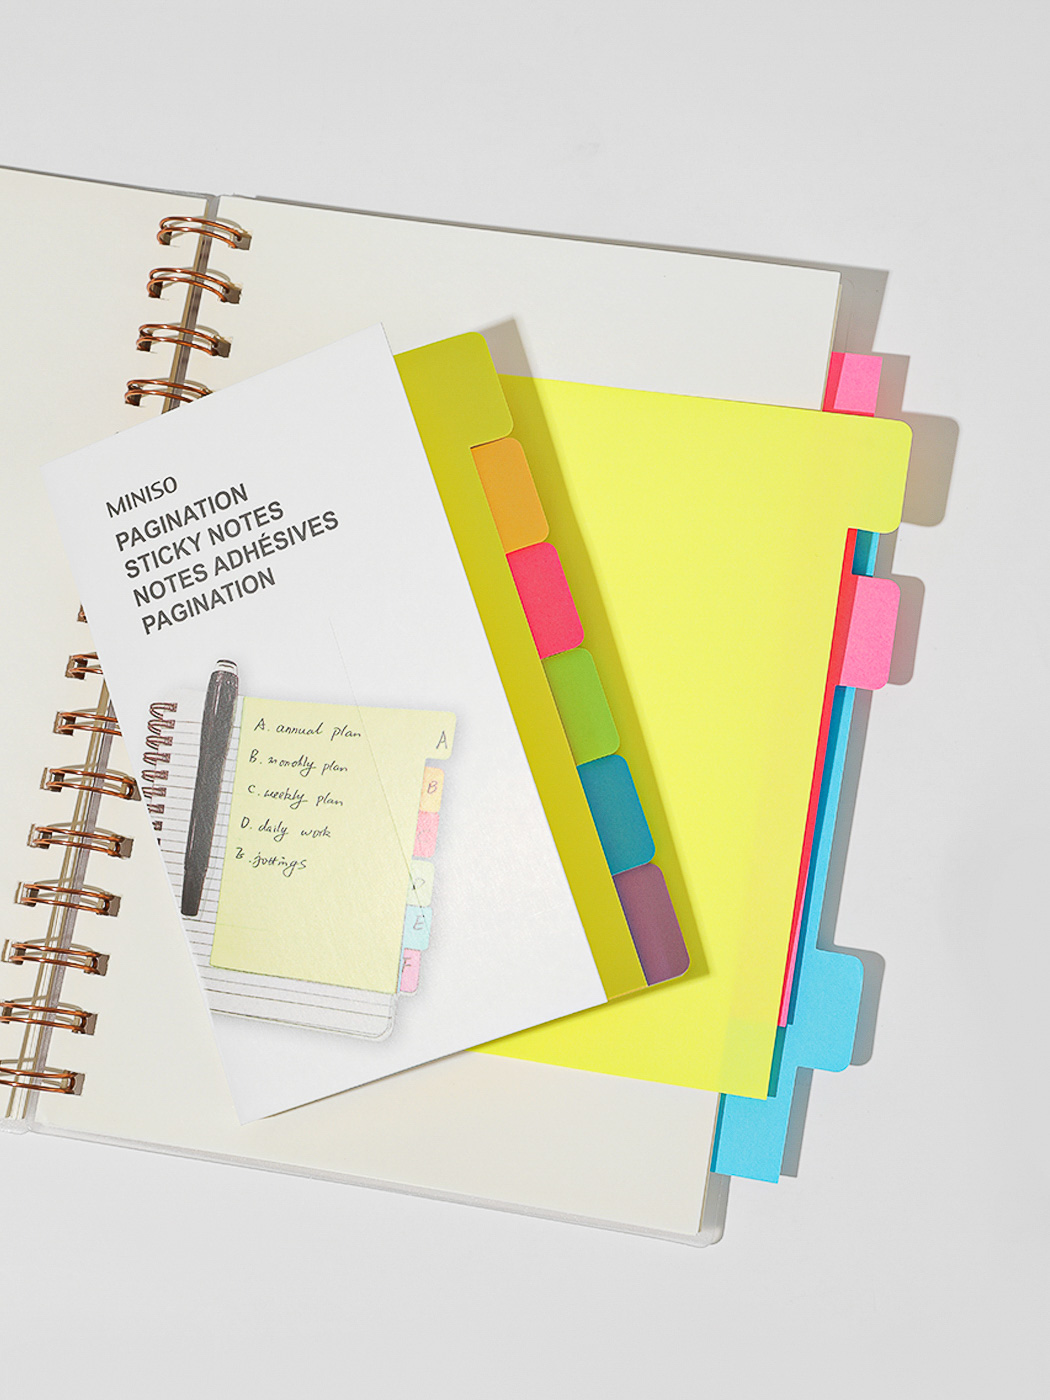 MINISO
PAGINATION
STICKY NOTES
NOTES ADHÉSIVES
PAGINATION
A. annual plan
B. monthly plan
C. weekly plan
D. daily work
jottings
A
B
E
F